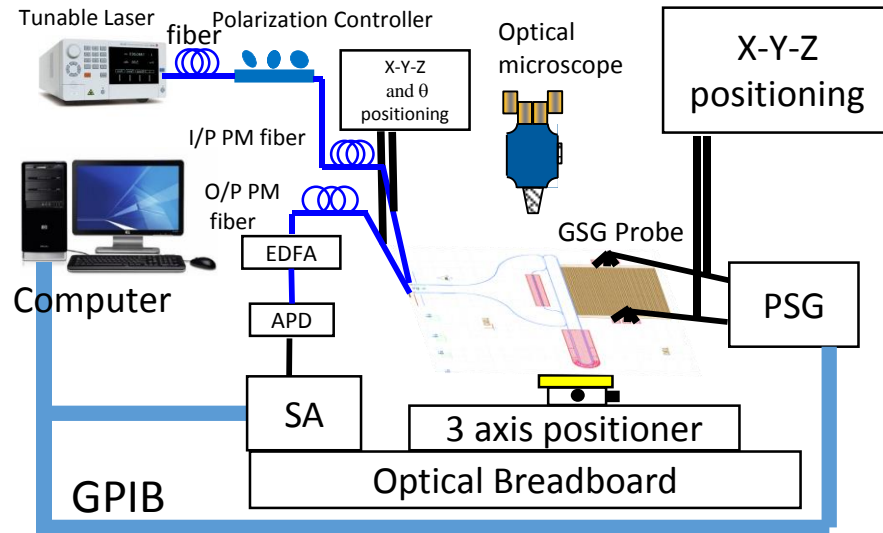 Tunable Laser
fiber
Polarization Controller
Optical
microscope
X-Y-Z
and θ
positioning
X-Y-Z
positioning
I/P PM fiber
O/P PM
fiber
EDFA
GSG Probe
Computer
APD
PSG
SA
3 axis positioner
Optical Breadboard
GPIB